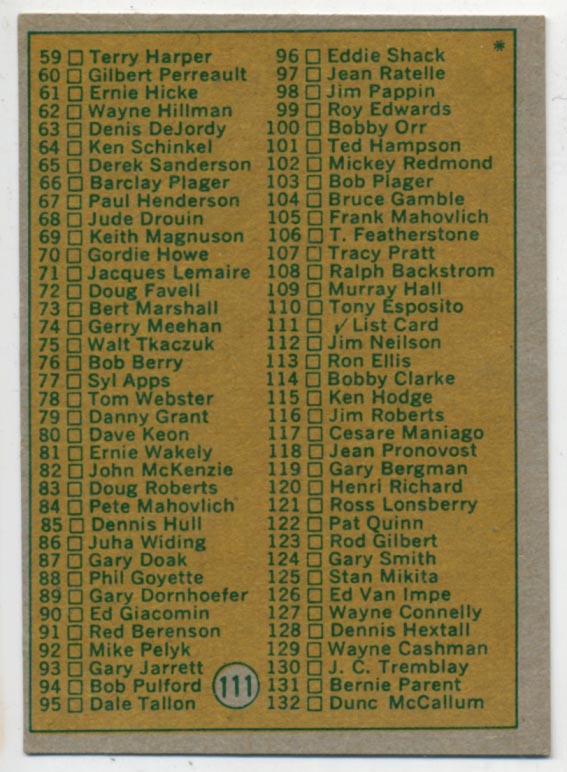 59 Terry Harper
60 Gilbert Perreault
61 Ernie Hicke
62 Wayne Hillman
63 Denis DeJordy
64 Ken Schinkel
65 Derek Sanderson
66 Barclay Plager
67 Paul Henderson
68 Jude Drouin
69 Keith Magnuson
70 Gordie Howe
71 Jacques Lemaire
72 Doug Favell
73 Bert Marshall
74 Gerry Meehan
75 Walt Tkaczuk
76 Bob Berry
77 Syl Apps
78 Tom Webster
79 Danny Grant
80 Dave Keon
81 Ernie Wakely
82 John McKenzie
83 Doug Roberts
84 Pete Mahovlich
85 Dennis Hull
86 Juha Widing
87 Gary Doak
88 Phil Goyette
89 Gary Dornhoefer
90 Ed Giacomin
91 Red Berenson
92 Mike Pelyk
93 Gary Jarrett
94 Bob Pulford
95 Dale Tallon
111
*
96 Eddie Shack
97 Jean Ratelle
98 Jim Pappin
99 Roy Edwards
100 Bobby Orr
101 Ted Hampson
102 Mickey Redmond
103 Bob Plager
104 Bruce Gamble
105 Frank Mahovlich
106 T. Featherstone
107 Tracy Pratt
108 Ralph Backstrom
109 Murray Hall
110 Tony Esposito
111 ✓ List Card
112 Jim Neilson
113 Ron Ellis
114 Bobby Clarke
115 Ken Hodge
116 Jim Roberts
117 Cesare Maniago
118 Jean Pronovost
119 Gary Bergman
120 Henri Richard
121 Ross Lonsberry
122 Pat Quinn
123 Rod Gilbert
124 Gary Smith
125 Stan Mikita
126 Ed Van Impe
127 Wayne Connelly
128 Dennis Hextall
129 Wayne Cashman
130 J. C. Tremblay
131 Bernie Parent
132 Dunc McCallum